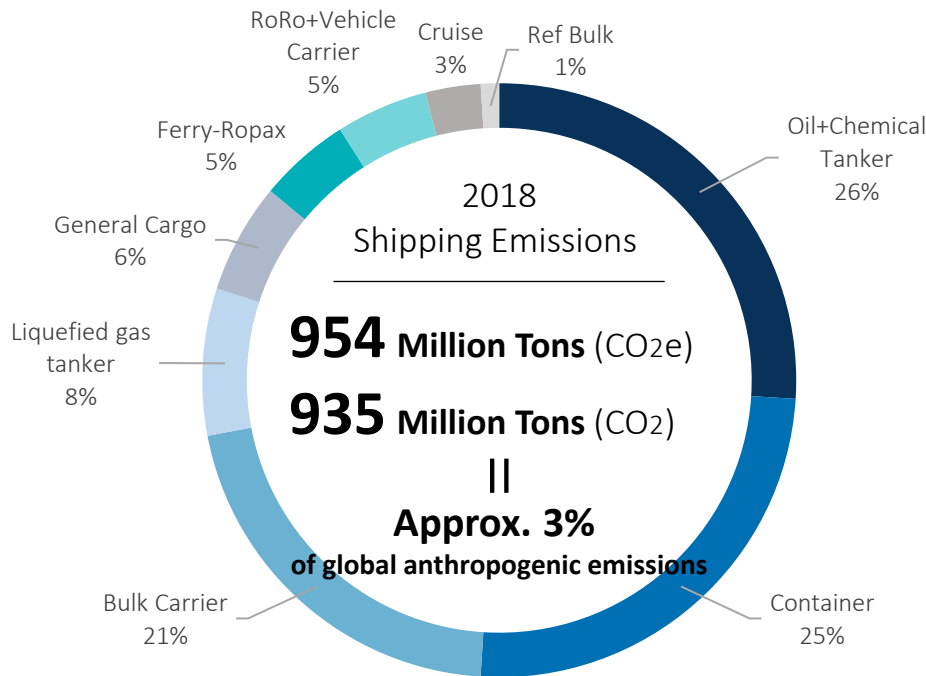 RoRo+Vehicle
Carrier
5%
Cruise
3%
Ref Bulk
1%
Oil+Chemical
Tanker
26%
Ferry-Ropax
5%
General Cargo
6%
Liquefied gas
tanker
8%
2018
Shipping Emissions
954 Million Tons (CO2e)
935 Million Tons (CO2)
=
Approx. 3%
of global anthropogenic emissions
Bulk Carrier
21%
Container
25%